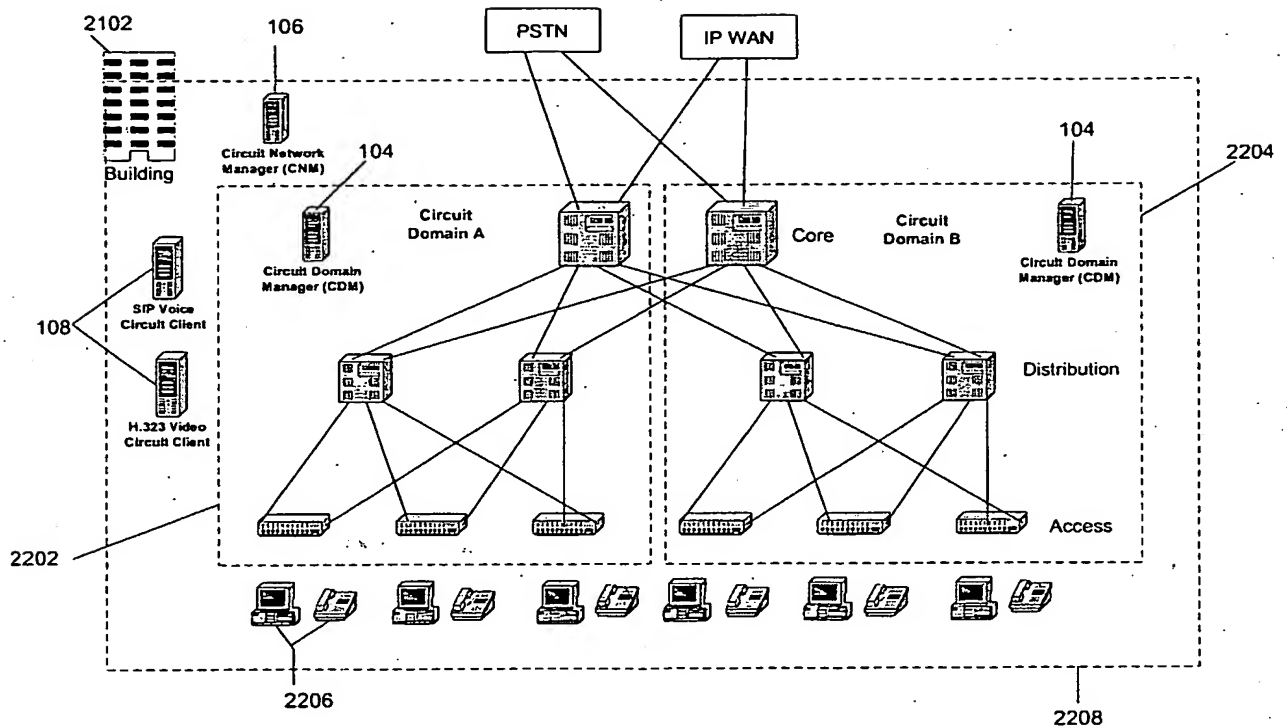 2102
106
PSTN
IP WAN
104
2204
Building
Circuit Network
Manager (CNM)
104
Circuit
Domain A
Core
Circuit
Domain B
Circuit Domain
Manager (CDM)
Circuit Domain
Manager (CDM)
108
SIP Voice
Circuit Client
Distribution
H.323 Video
Circuit Client
Access
2202
2206
2208